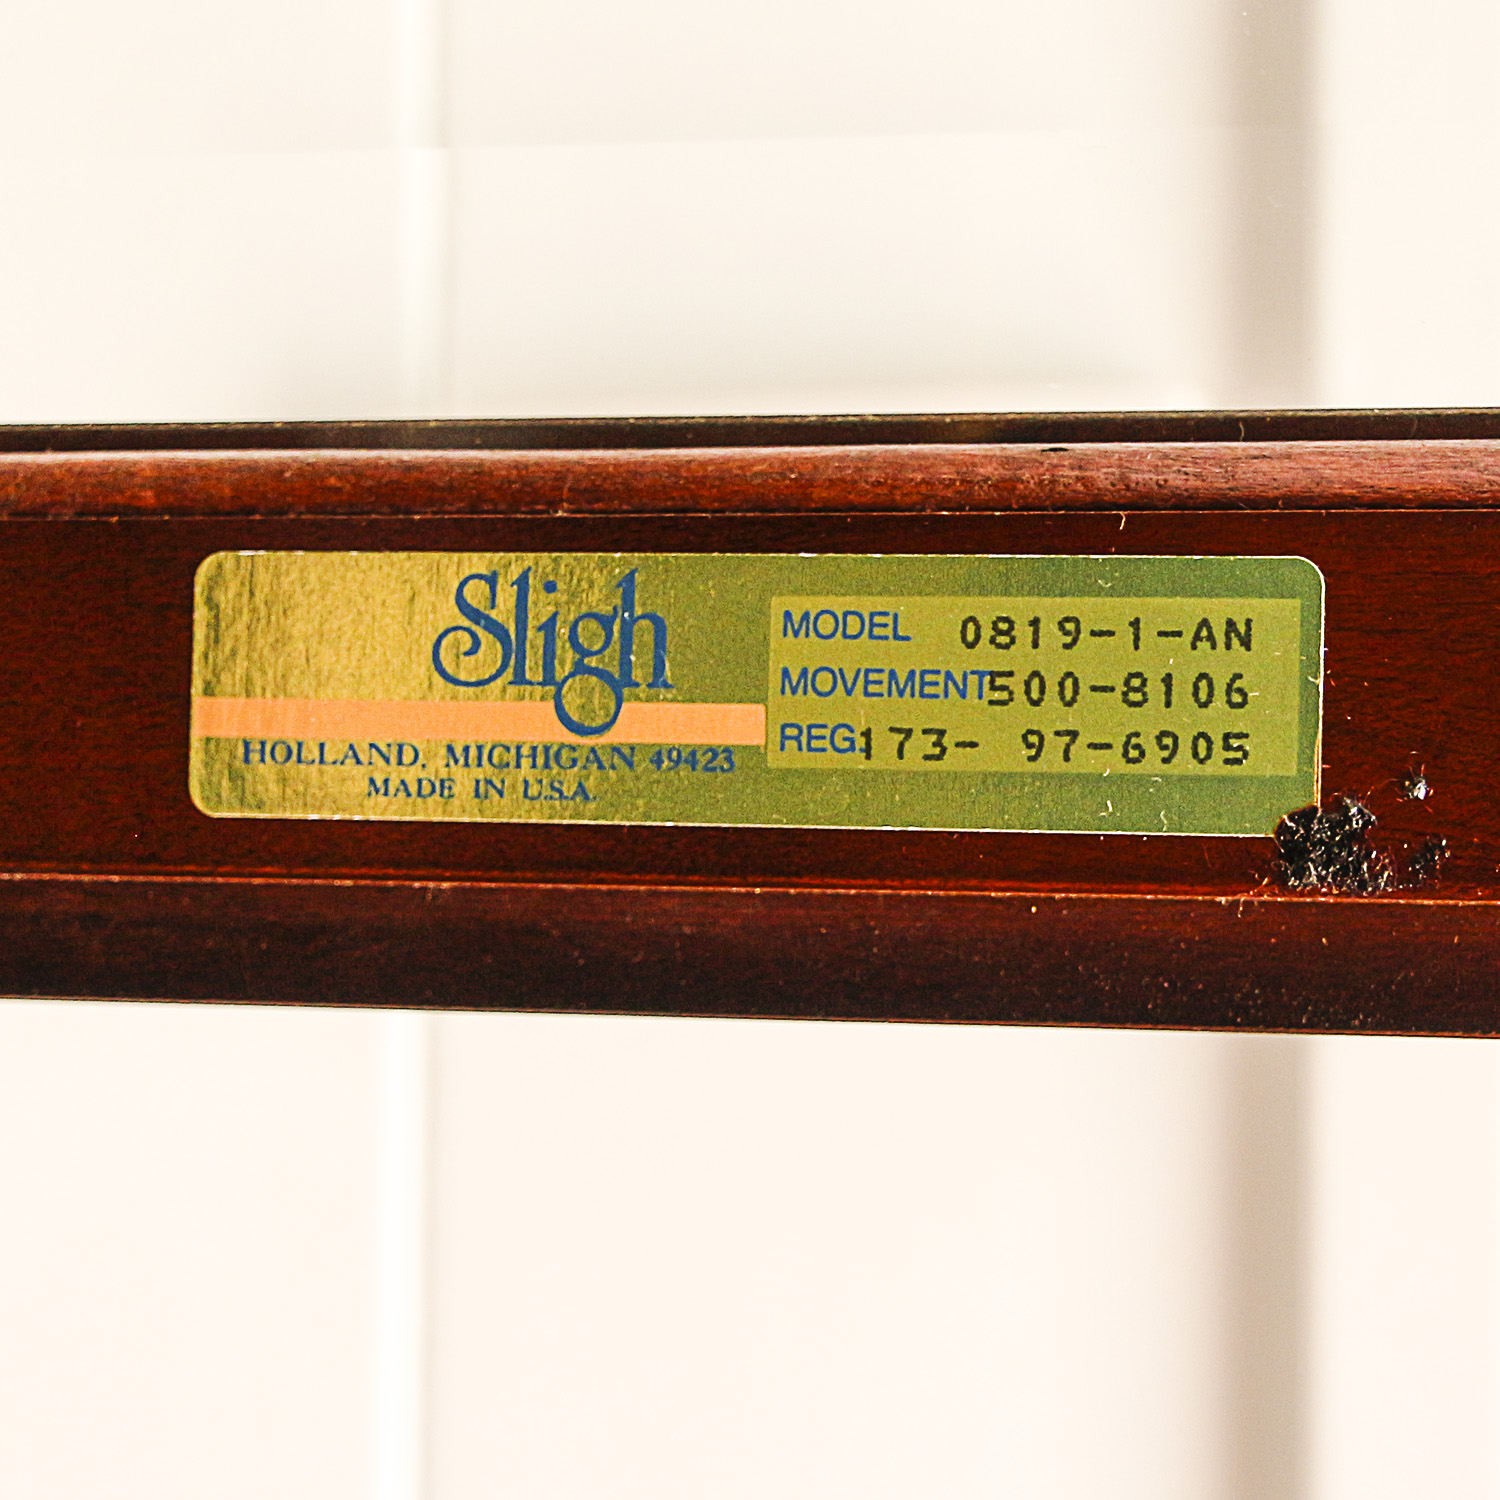 Sligh
HOLLAND, MICHIGAN 49423
MADE IN U.S.A.
MODEL 0819-1-AN
MOVEMENT 500-8106
REG. 173- 97-6905